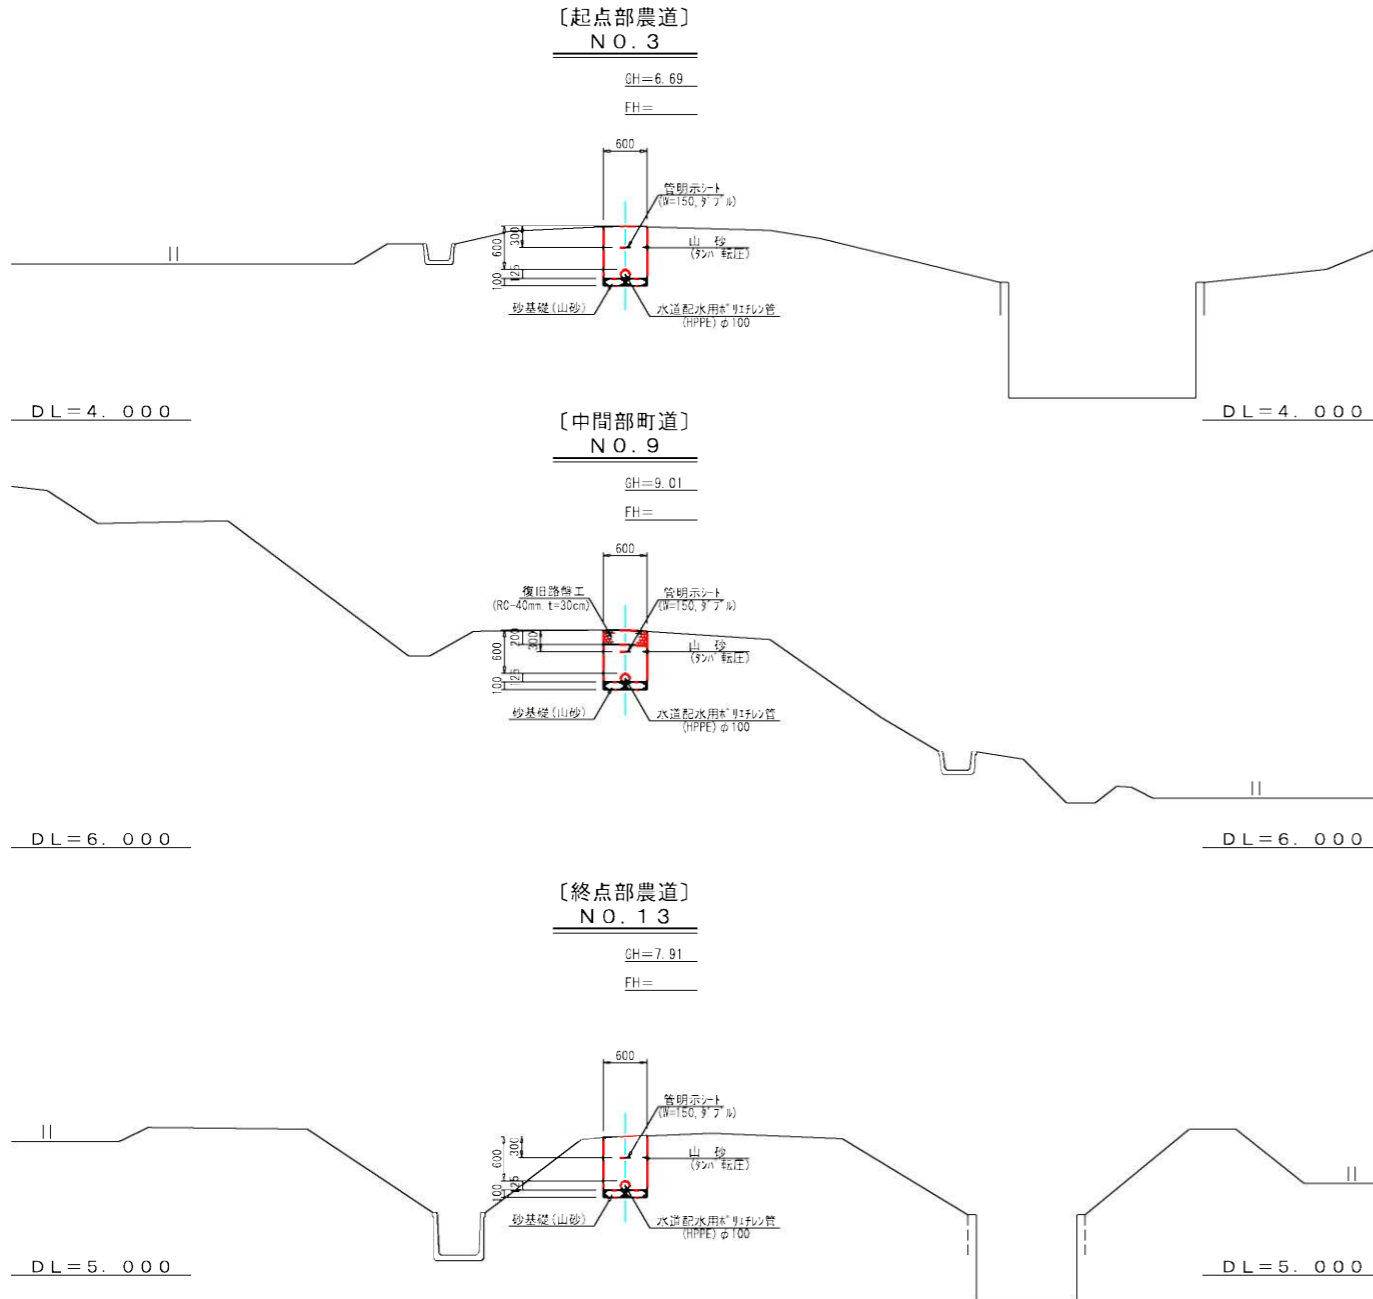 〔起点部農道〕
NO.3
GH=6.69
FH=
600
管明示シート
(W=150,ダブル)
300
600
山　砂
(タンパ転圧)
125
100
砂基礎(山砂)
水道配水用ポリエチレン管
(HPPE)φ100
DL=4.000
DL=4.000
〔中間部町道〕
NO.9
GH=9.01
FH=
600
復旧路盤工
(RC-40mm, t=30cm)
管明示シート
(W=150,ダブル)
200
300
600
山　砂
(タンパ転圧)
125
100
砂基礎(山砂)
水道配水用ポリエチレン管
(HPPE)φ100
DL=6.000
DL=6.000
〔終点部農道〕
NO.13
GH=7.91
FH=
600
管明示シート
(W=150,ダブル)
300
600
山　砂
(タンパ転圧)
125
100
砂基礎(山砂)
水道配水用ポリエチレン管
(HPPE)φ100
DL=5.000
DL=5.000